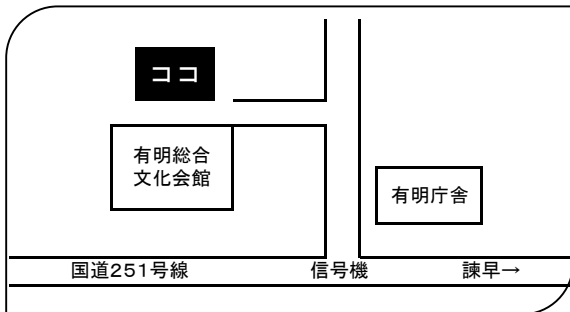 ココ
有明総合
文化会館
有明庁舎
国道251号線
信号機
諫早→